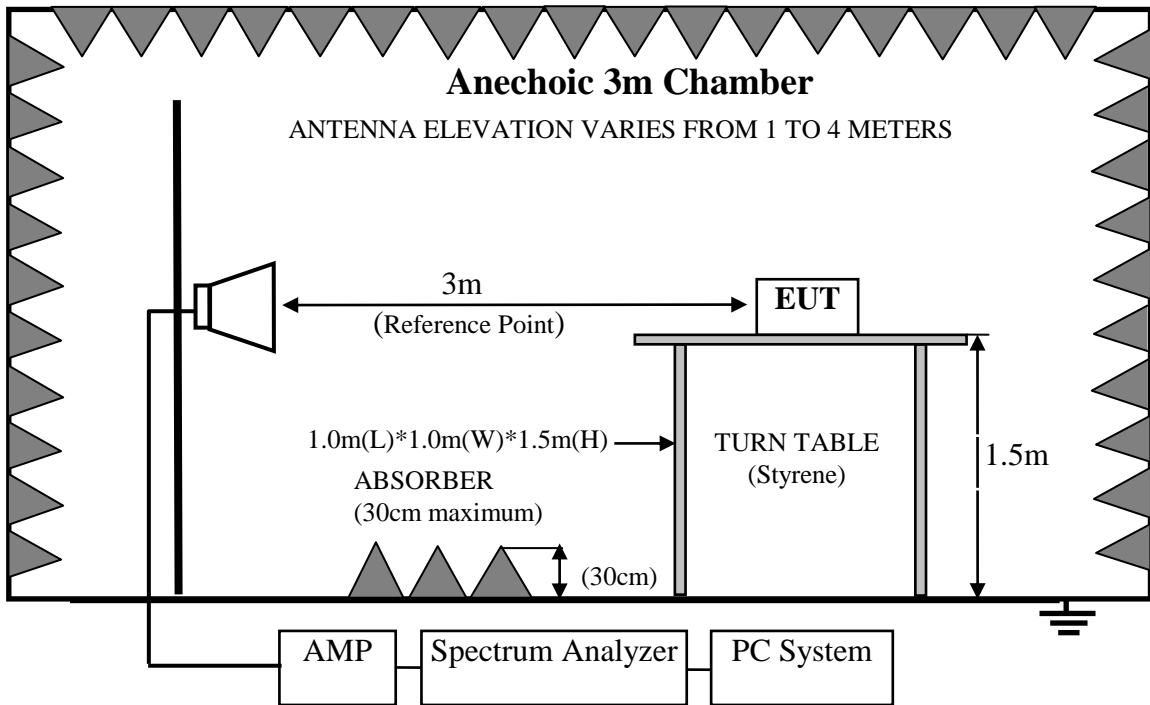 Anechoic 3m Chamber
ANTENNA ELEVATION VARIES FROM 1 TO 4 METERS
3m
(Reference Point)
EUT
1.0m(L)*1.0m(W)*1.5m(H)
ABSORBER
(30cm maximum)
TURN TABLE
(Styrene)
1.5m
(30cm)
AMP
Spectrum Analyzer
PC System